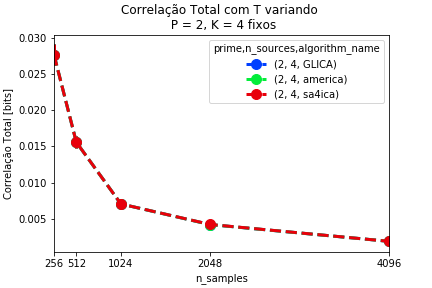 Correlação Total com T variando
P = 2, K = 4 fixos
Correlação Total [bits]
0.030
0.025
0.020
0.015
0.010
0.005
prime,n_sources,algorithm_name
(2, 4, GLICA)
(2, 4, america)
(2, 4, sa4ica)
256 512 1024 2048 4096
n_samples